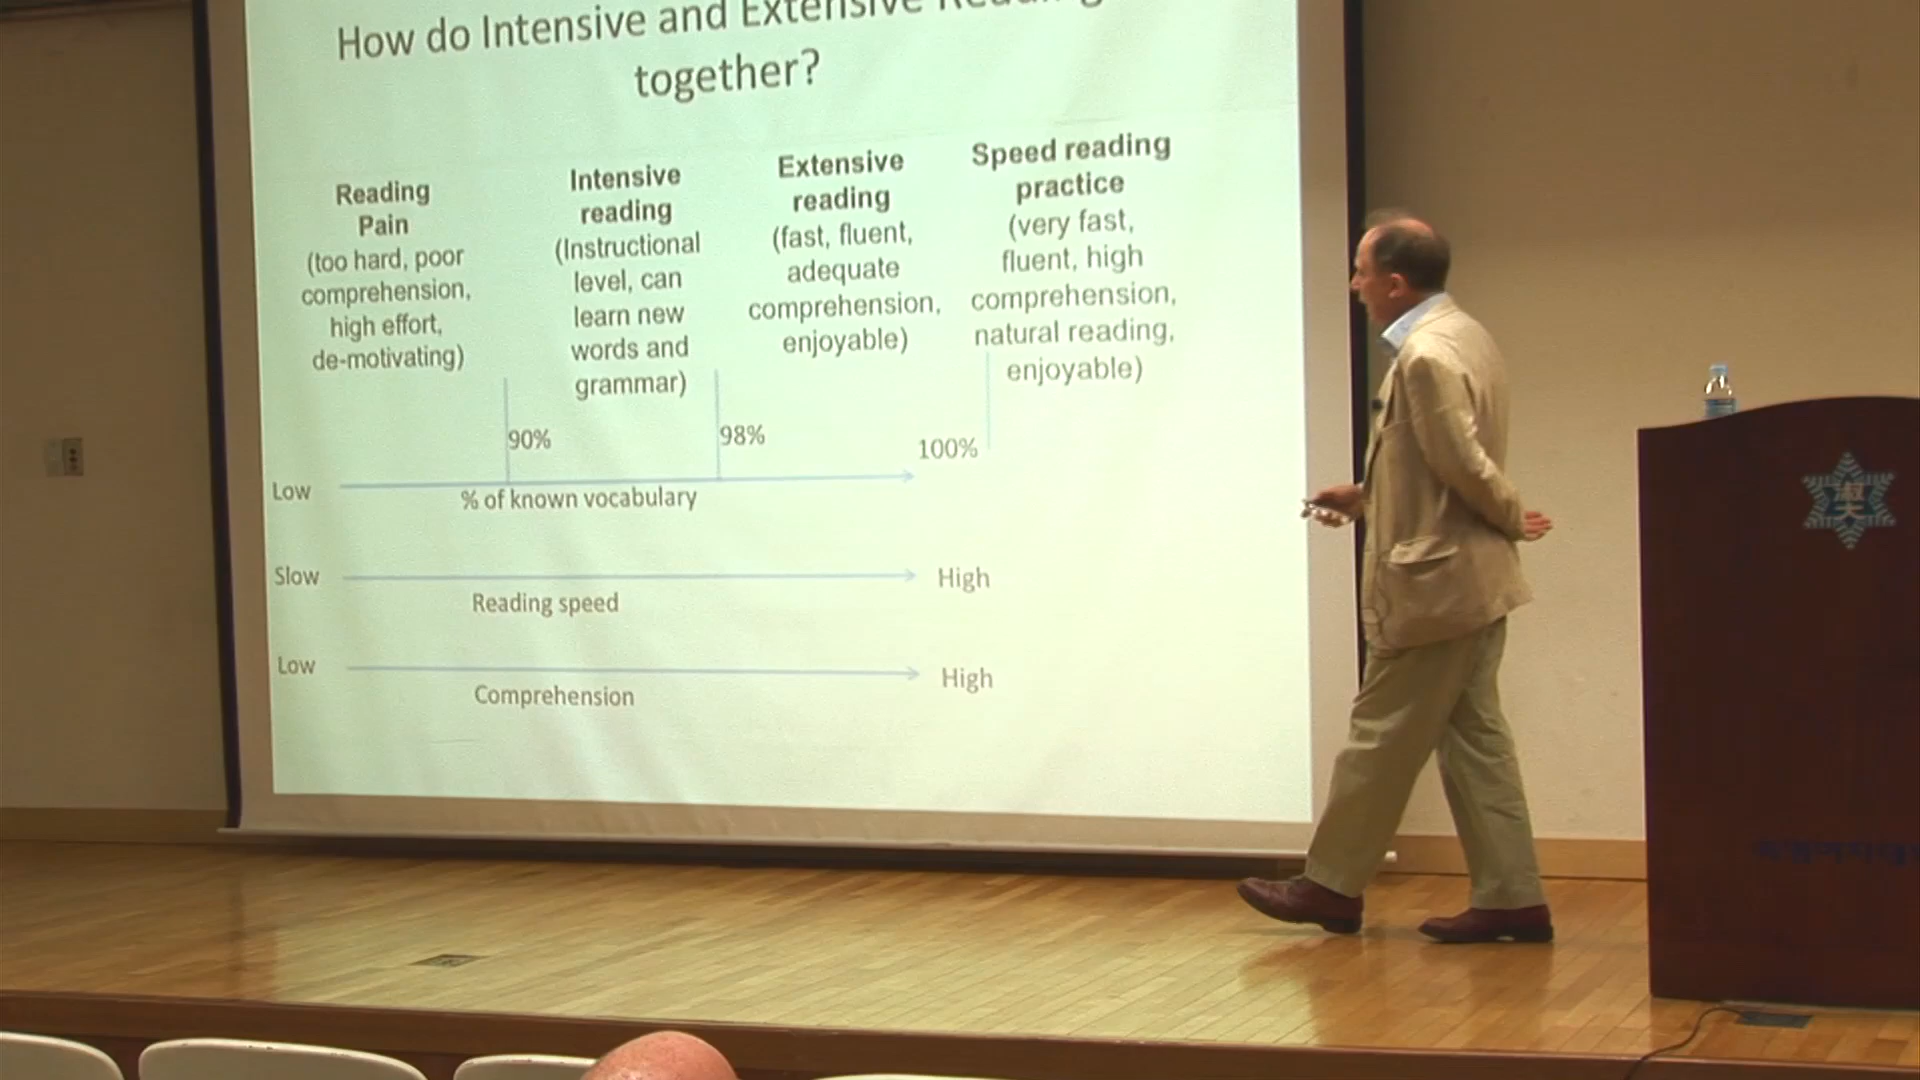 How do Intensive and Extensive Reading
together?
Reading
Pain
(too hard, poor
comprehension,
high effort,
de-motivating)
Intensive
reading
(Instructional
level, can
learn new
words and
grammar)
Extensive
reading
(fast, fluent,
adequate
comprehension,
enjoyable)
Speed reading
practice
(very fast,
fluent, high
comprehension,
natural reading,
enjoyable)
90%
98%
100%
Low
% of known vocabulary
Slow
High
Reading speed
Low
High
Comprehension